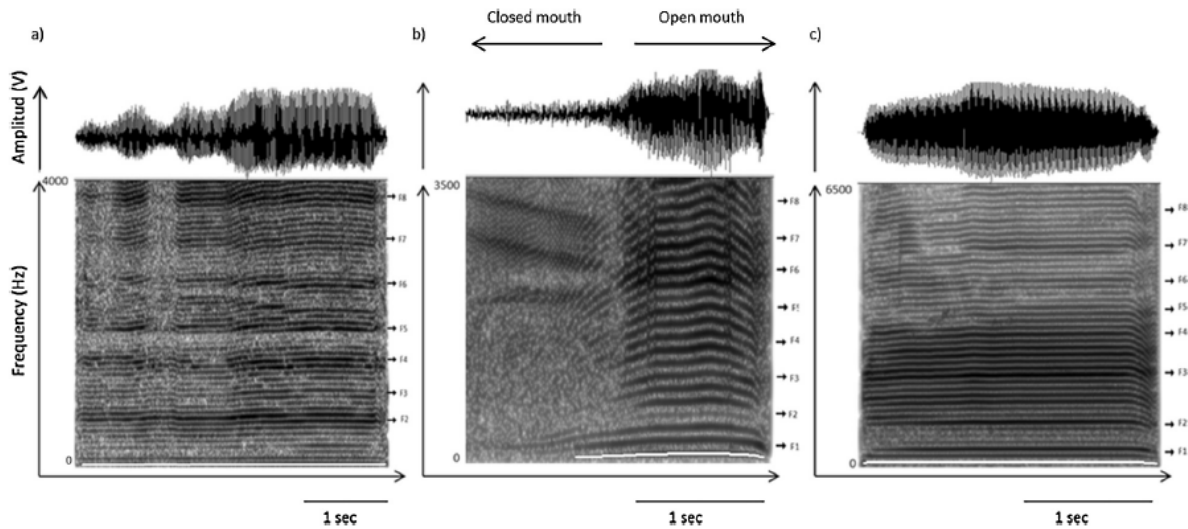 Closed mouth Open mouth
a) b) c)
Amplitud (V)
4000 3500 6500
Frequency (Hz)
F8
F7
F6
F5
F4
F3
F2
0
F8
F7
F6
F5
F4
F3
F2
F1
0
F8
F7
F6
F5
F4
F3
F2
F1
0
1 sec 1 sec 1 sec